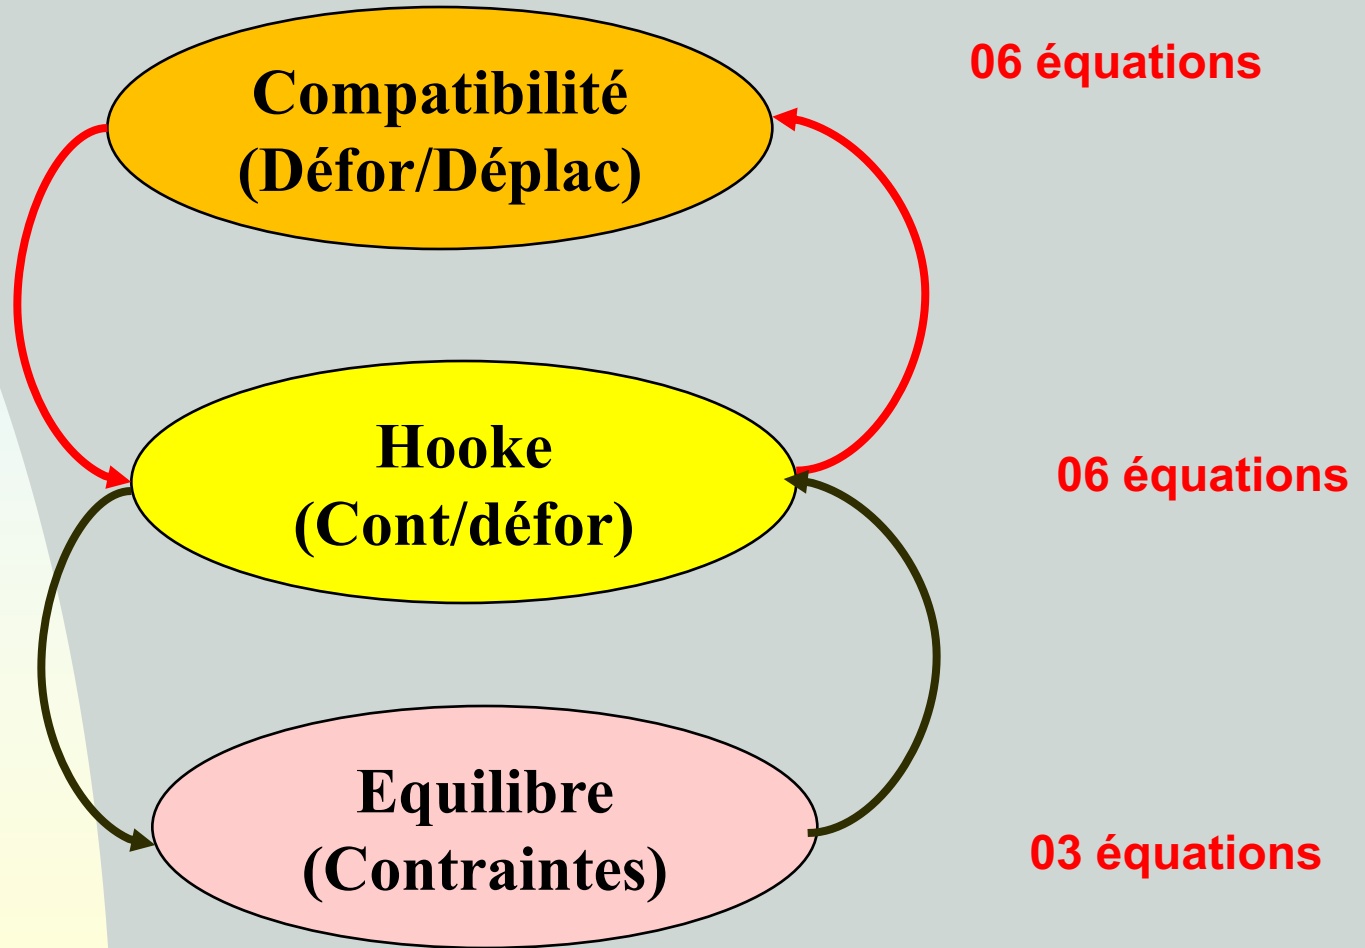 06 équations
Compatibilité
(Défor/Déplac)
Hooke
(Cont/défor)
06 équations
Equilibre
(Contraintes)
03 équations